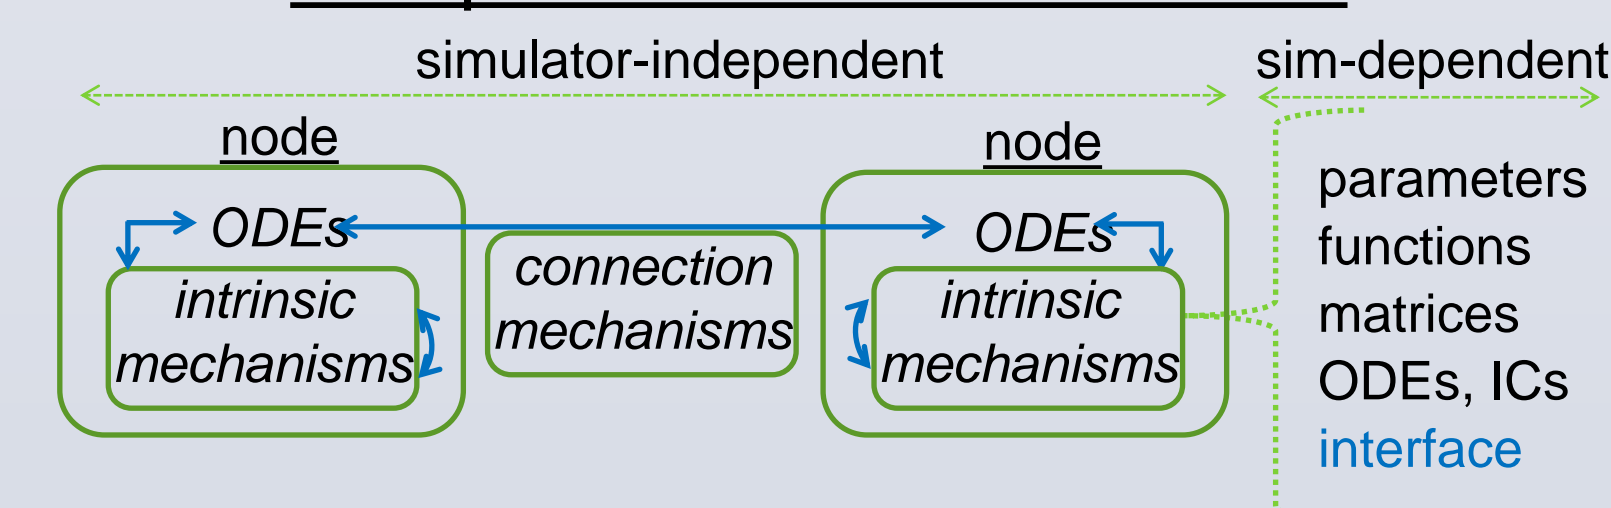 simulator-independent
sim-dependent
node
node
ODEs
ODEs
intrinsic
mechanisms
connection
mechanisms
intrinsic
mechanisms
parameters
functions
matrices
ODEs, ICs
interface